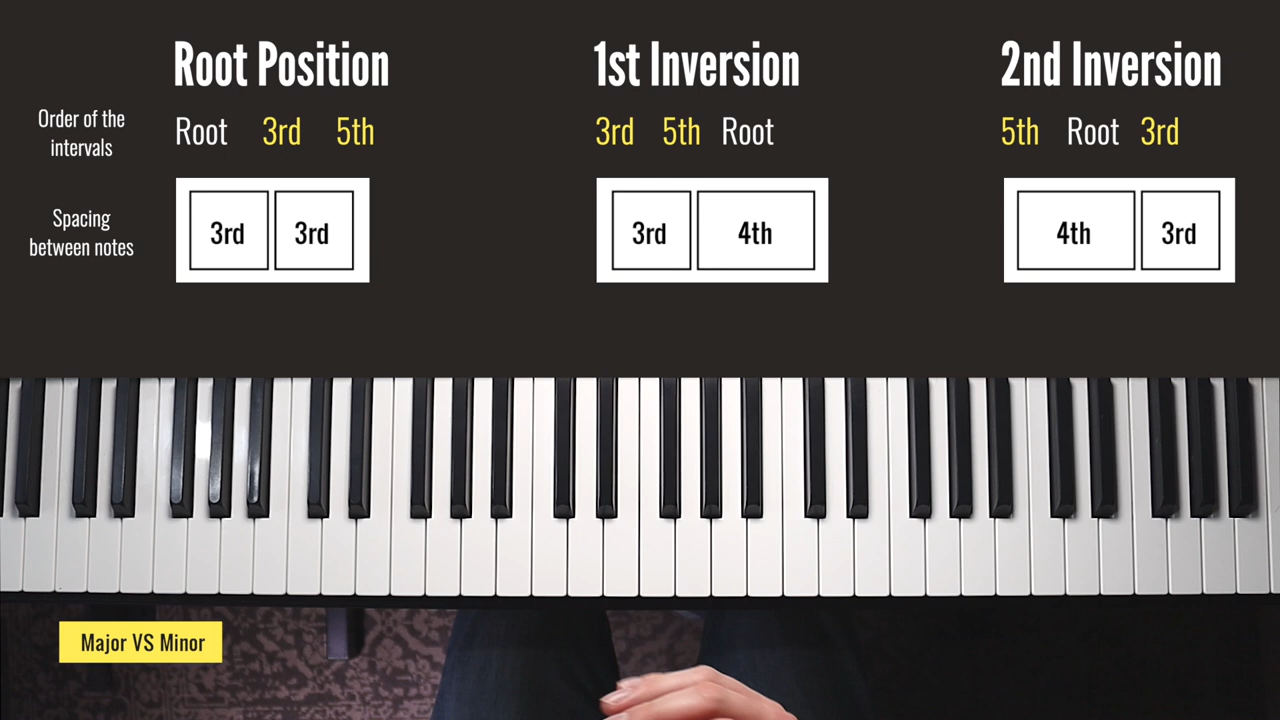 Root Position
1st Inversion
2nd Inversion
Order of the
intervals
Root 3rd 5th
3rd 5th Root
5th Root 3rd
Spacing
between notes
3rd 3rd
3rd 4th
4th 3rd
Major VS Minor